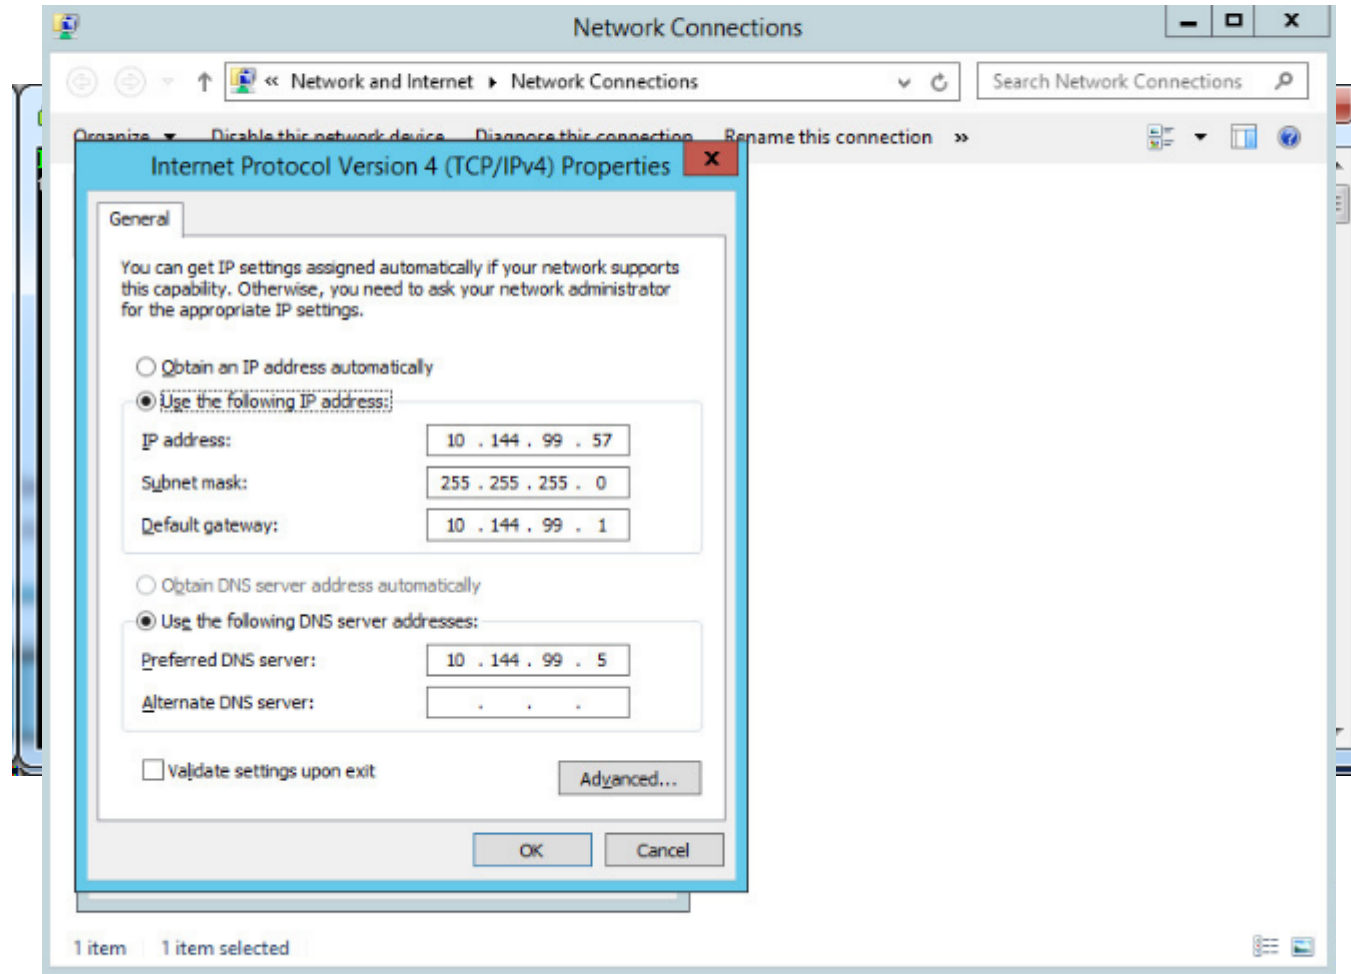 Network Connections
« Network and Internet Network Connections
Search Network Connections
Organize Disable this network device Diagnose this connection Rename this connection »
Internet Protocol Version 4 (TCP/IPv4) Properties
General
You can get IP settings assigned automatically if your network supports
this capability. Otherwise, you need to ask your network administrator
for the appropriate IP settings.
Obtain an IP address automatically
Use the following IP address:
IP address: 10 . 144 . 99 . 57
Subnet mask: 255 . 255 . 255 . 0
Default gateway: 10 . 144 . 99 . 1
Obtain DNS server address automatically
Use the following DNS server addresses:
Preferred DNS server: 10 . 144 . 99 . 5
Alternate DNS server: . . .
Validate settings upon exit
Advanced...
OK Cancel
1 item 1 item selected